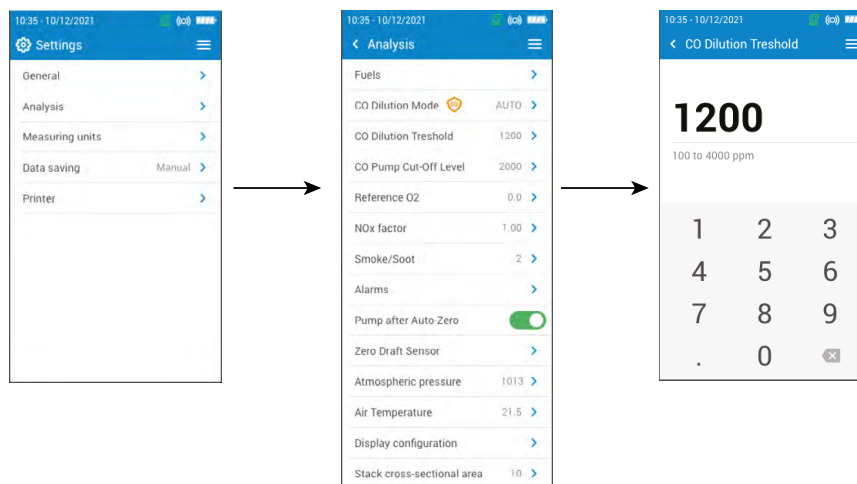 10:35 - 10/12/2021
Settings
General
Analysis
Measuring units
Data saving Manual
Printer
10:35 - 10/12/2021
Analysis
Fuels
CO Dilution Mode CO AUTO
CO Dilution Treshold 1200
CO Pump Cut-Off Level 2000
Reference O2 0.0
NOx factor 1.00
Smoke/Soot 2
Alarms
Pump after Auto Zero
Zero Draft Sensor
Atmospheric pressure 1013
Air Temperature 21.5
Display configuration
Stack cross-sectional area 10
10:35 - 10/12/2021
CO Dilution Treshold
1200
100 to 4000 ppm
1 2 3
4 5 6
7 8 9
. 0